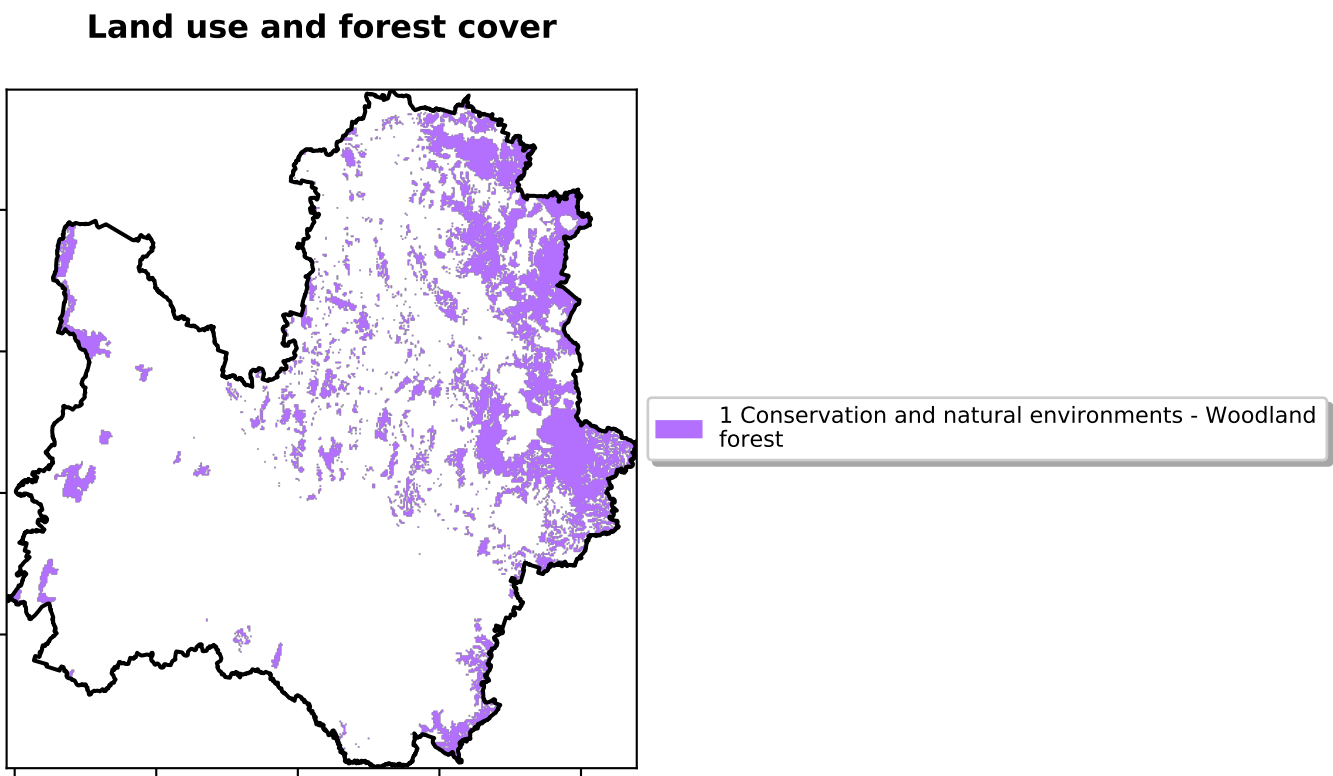 Land use and forest cover
1 Conservation and natural environments - Woodland
forest